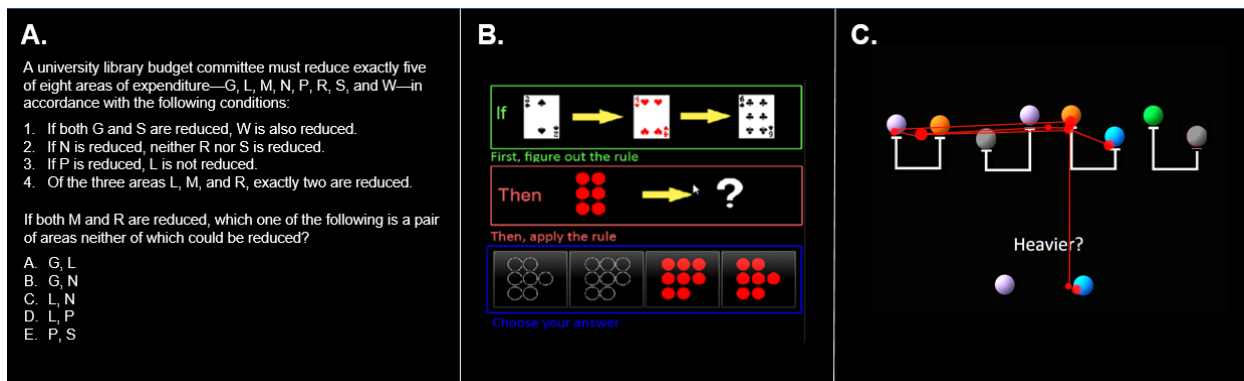 A.
A university library budget committee must reduce exactly five
of eight areas of expenditure—G, L, M, N, P, R, S, and W—in
accordance with the following conditions:
1. If both G and S are reduced, W is also reduced.
2. If N is reduced, neither R nor S is reduced.
3. If P is reduced, L is not reduced.
4. Of the three areas L, M, and R, exactly two are reduced.
If both M and R are reduced, which one of the following is a pair
of areas neither of which could be reduced?
A. G, L
B. G, N
C. L, N
D. L, P
E. P, S
B.
If
First, figure out the rule
Then ?
Then, apply the rule
Choose your answer
C.
Heavier?